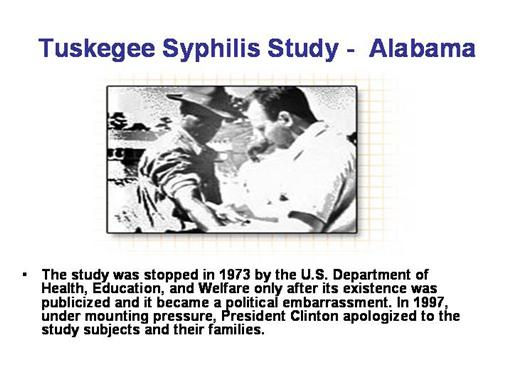 Tuskegee Syphilis Study -  Alabama
▪ The study was stopped in 1973 by the U.S. Department of
Health, Education, and Welfare only after its existence was
publicized and it became a political embarrassment. In 1997,
under mounting pressure, President Clinton apologized to the
study subjects and their families.